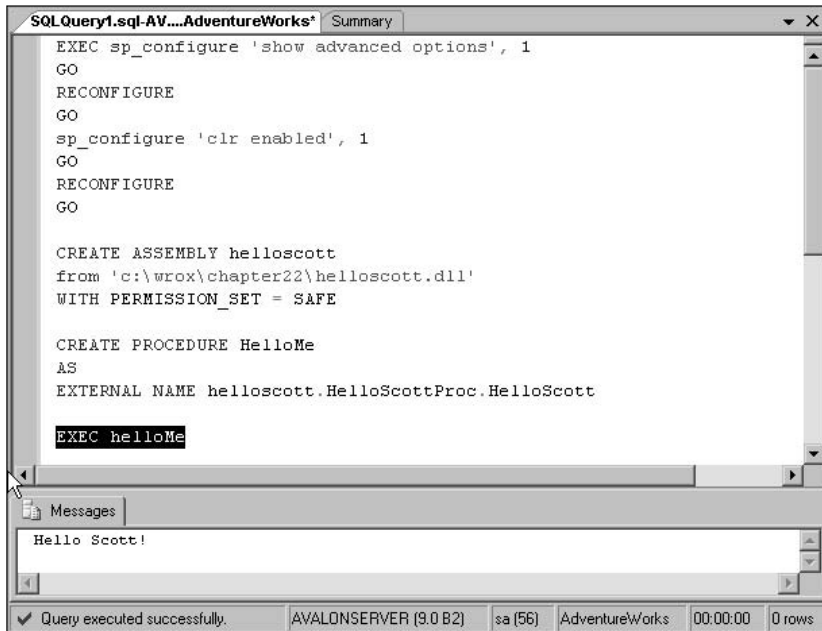 SQLQuery1.sql-AV....AdventureWorks* Summary
EXEC sp_configure 'show advanced options', 1
GO
RECONFIGURE
GO
sp_configure 'clr enabled', 1
GO
RECONFIGURE
GO
CREATE ASSEMBLY helloscott
from 'c:\wrox\chapter22\helloscott.dll'
WITH PERMISSION_SET = SAFE
CREATE PROCEDURE HelloMe
AS
EXTERNAL NAME helloscott.HelloScottProc.HelloScott
EXEC helloMe
Messages
Hello Scott!
Query executed successfully. AVALONSERVER (9.0 B2) sa (56) AdventureWorks 00:00:00 0 rows